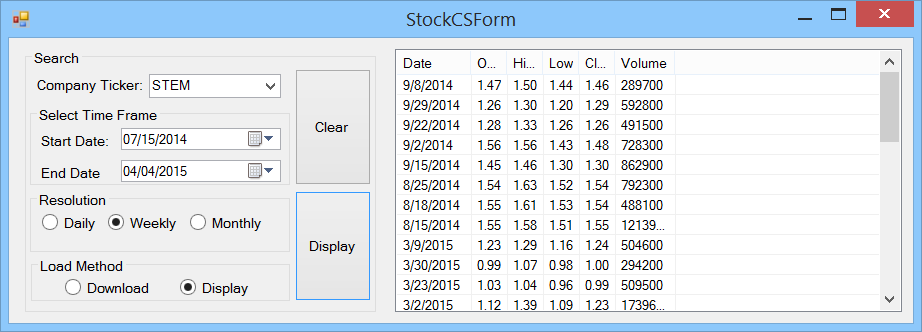 StockCSForm
Search
Company Ticker: STEM
Select Time Frame
Start Date: 07/15/2014
End Date 04/04/2015
Resolution
Daily Weekly Monthly
Load Method
Download Display
Clear
Display
Date O... Hi... Low Cl... Volume
9/8/2014 1.47 1.50 1.44 1.46 289700
9/29/2014 1.26 1.30 1.20 1.29 592800
9/22/2014 1.28 1.33 1.26 1.26 491500
9/2/2014 1.56 1.56 1.43 1.48 728300
9/15/2014 1.45 1.46 1.30 1.30 862900
8/25/2014 1.54 1.63 1.52 1.54 792300
8/18/2014 1.55 1.61 1.53 1.54 488100
8/15/2014 1.55 1.58 1.51 1.55 12139...
3/9/2015 1.23 1.29 1.16 1.24 504600
3/30/2015 0.99 1.07 0.98 1.00 294200
3/23/2015 1.03 1.04 0.96 0.99 509500
3/2/2015 1.12 1.39 1.09 1.23 17396...